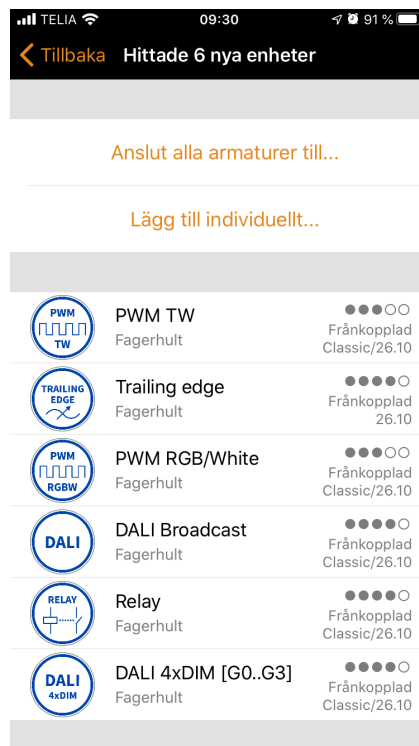 TELIA 09:30 91 %
Tillbaka Hittade 6 nya enheter
Anslut alla armaturer till...
Lägg till individuellt...
PWM
TW
PWM TW
Fagerhult
Frånkopplad
Classic/26.10
TRAILING
EDGE
Trailing edge
Fagerhult
Frånkopplad
26.10
PWM
RGBW
PWM RGB/White
Fagerhult
Frånkopplad
Classic/26.10
DALI
DALI Broadcast
Fagerhult
Frånkopplad
Classic/26.10
RELAY
Relay
Fagerhult
Frånkopplad
Classic/26.10
DALI
4xDIM
DALI 4xDIM [G0..G3]
Fagerhult
Frånkopplad
Classic/26.10